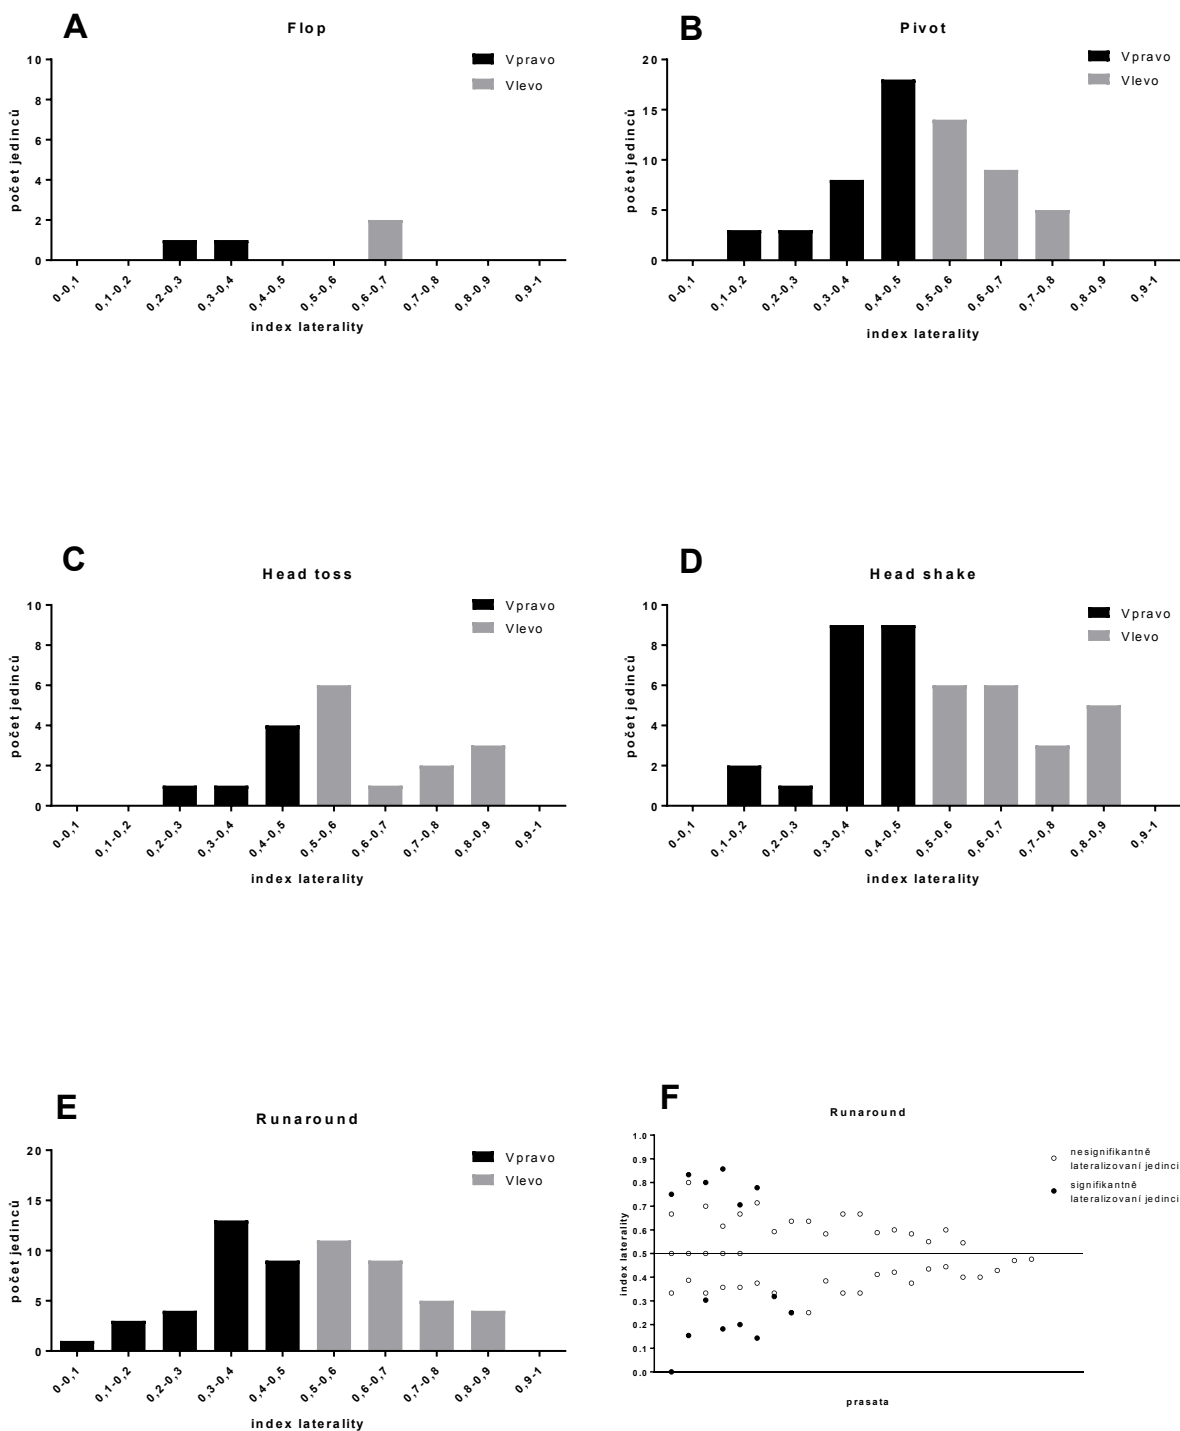 A
Flop
Vpravo
Vlevo
10
8
6
4
2
0
počet jedinců
0-0,1
0,1-0,2
0,2-0,3
0,3-0,4
0,4-0,5
0,5-0,6
0,6-0,7
0,7-0,8
0,8-0,9
0,9-1
index laterality
B
Pivot
Vpravo
Vlevo
20
15
10
5
0
počet jedinců
0-0,1
0,1-0,2
0,2-0,3
0,3-0,4
0,4-0,5
0,5-0,6
0,6-0,7
0,7-0,8
0,8-0,9
0,9-1
index laterality
C
Head toss
Vpravo
Vlevo
10
8
6
4
2
0
počet jedinců
0-0,1
0,1-0,2
0,2-0,3
0,3-0,4
0,4-0,5
0,5-0,6
0,6-0,7
0,7-0,8
0,8-0,9
0,9-1
index laterality
D
Head shake
Vpravo
Vlevo
10
8
6
4
2
0
počet jedinců
0-0,1
0,1-0,2
0,2-0,3
0,3-0,4
0,4-0,5
0,5-0,6
0,6-0,7
0,7-0,8
0,8-0,9
0,9-1
index laterality
E
Runaround
Vpravo
Vlevo
20
15
10
5
0
počet jedinců
0-0,1
0,1-0,2
0,2-0,3
0,3-0,4
0,4-0,5
0,5-0,6
0,6-0,7
0,7-0,8
0,8-0,9
0,9-1
index laterality
F
Runaround
nesignifikantně
lateralizovaní jedinci
signifikantně
lateralizovaní jedinci
1.0
0.9
0.8
0.7
0.6
0.5
0.4
0.3
0.2
0.1
0.0
index laterality
prasata